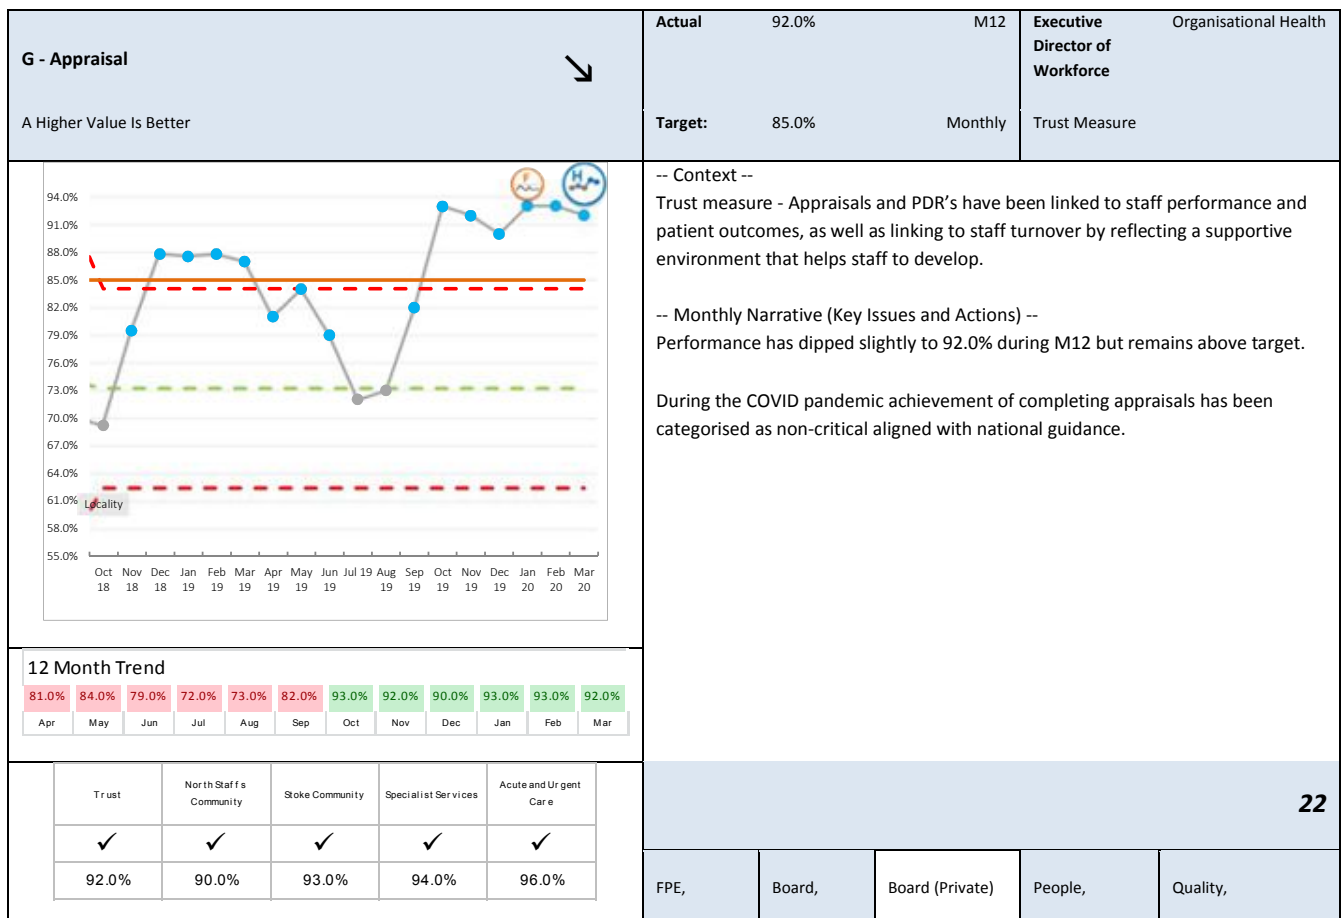 G - Appraisal
A Higher Value Is Better
Actual 92.0% M12
Target: 85.0% Monthly
Executive Organisational Health
Director of
Workforce
Trust Measure
F
H
94.0%
91.0%
88.0%
85.0%
82.0%
79.0%
76.0%
73.0%
70.0%
67.0%
64.0%
61.0%
58.0%
55.0%
Locality
Oct Nov Dec Jan Feb Mar Apr May Jun Jul 19 Aug Sep Oct Nov Dec Jan Feb Mar
18 18 18 19 19 19 19 19 19 19 19 19 19 19 20 20 20
-- Context --
Trust measure - Appraisals and PDR's have been linked to staff performance and
patient outcomes, as well as linking to staff turnover by reflecting a supportive
environment that helps staff to develop.
-- Monthly Narrative (Key Issues and Actions) --
Performance has dipped slightly to 92.0% during M12 but remains above target.
During the COVID pandemic achievement of completing appraisals has been
categorised as non-critical aligned with national guidance.
12 Month Trend
81.0% 84.0% 79.0% 72.0% 73.0% 82.0% 93.0% 92.0% 90.0% 93.0% 93.0% 92.0%
Apr May Jun Jul Aug Sep Oct Nov Dec Jan Feb Mar
Trust North Staffs Community Stoke Community Specialist Services Acute and Urgent Care
✓ ✓ ✓ ✓ ✓
92.0% 90.0% 93.0% 94.0% 96.0%
22
FPE, Board, Board (Private) People, Quality,